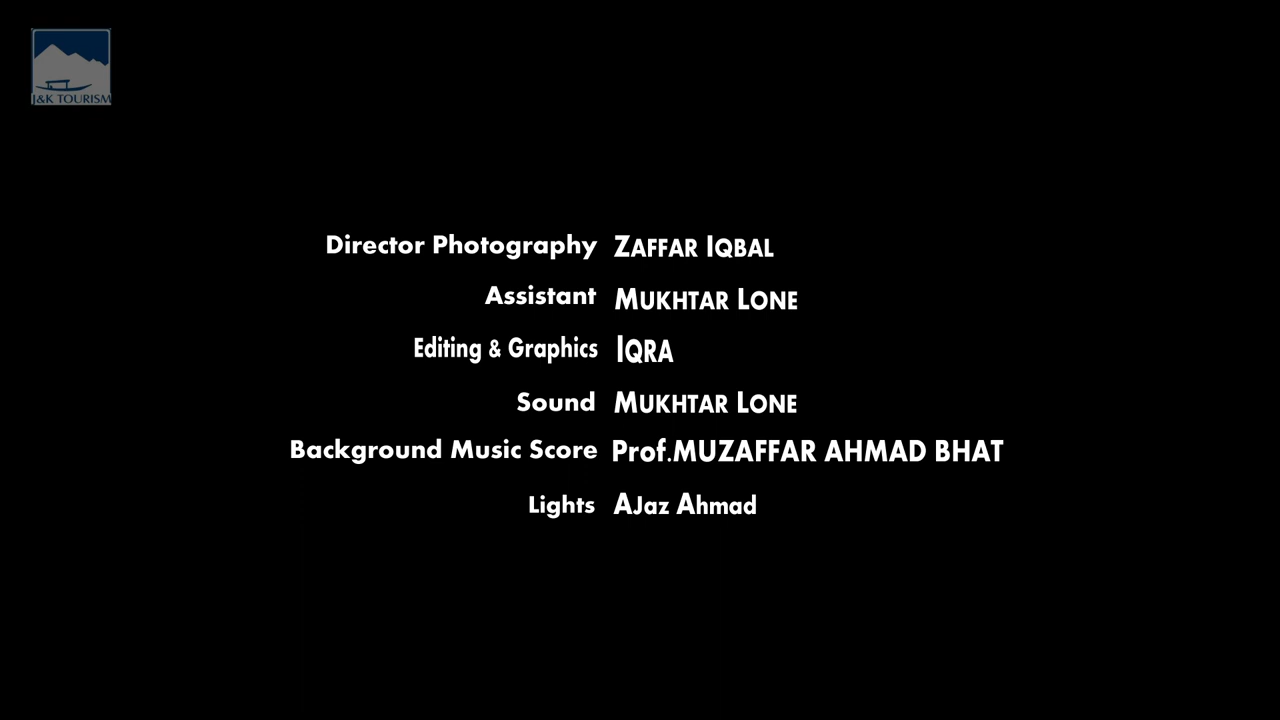 J&K TOURISM
Director Photography ZAFFAR IQBAL
Assistant MUKHTAR LONE
Editing & Graphics IQRA
Sound MUKHTAR LONE
Background Music Score Prof.MUZAFFAR AHMAD BHAT
Lights AJaz Ahmad